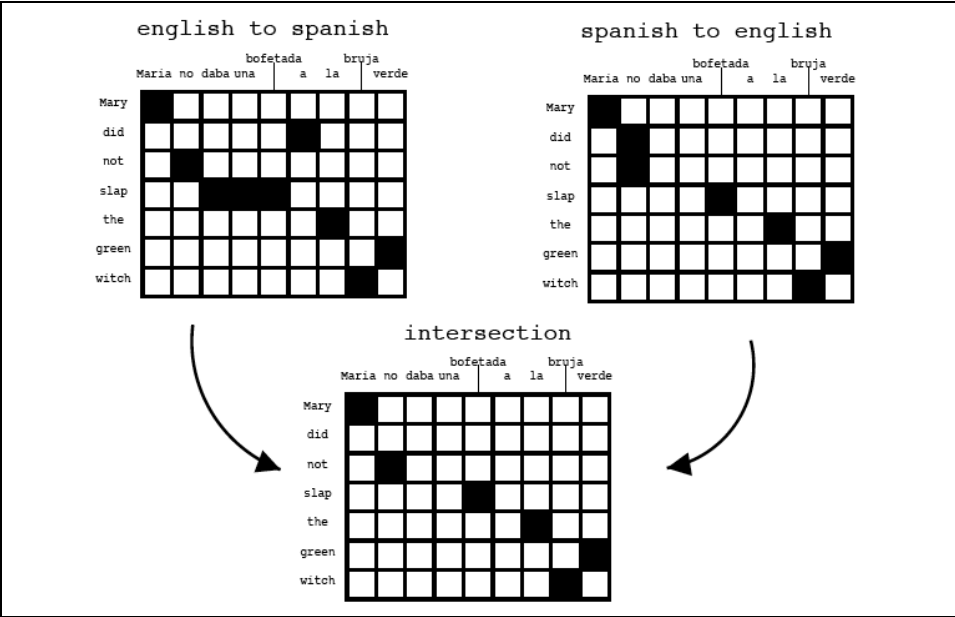 english to spanish
bofetada bruja
Maria no daba una a la verde
Mary
did
not
slap
the
green
witch
spanish to english
bofetada bruja
Maria no daba una a la verde
Mary
did
not
slap
the
green
witch
intersection
bofetada bruja
Maria no daba una a la verde
Mary
did
not
slap
the
green
witch